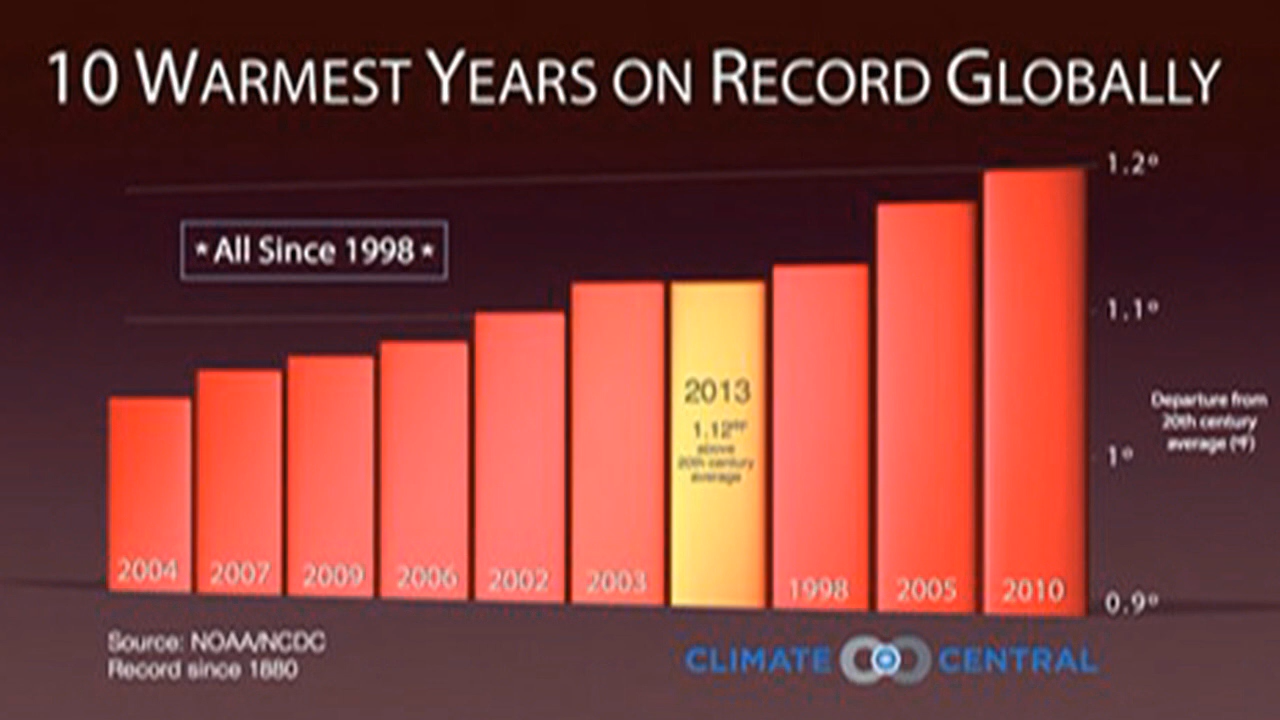 10 WARMEST YEARS ON RECORD GLOBALLY
1.2°
* All Since 1998 *
1.1°
2013
1.12°F
above
20th century
average
Departure from
20th century
average (°F)
1°
2004 2007 2009 2006 2002 2003 1998 2005 2010
0.9°
Source: NOAA/NCDC
Record since 1880
CLIMATE CENTRAL